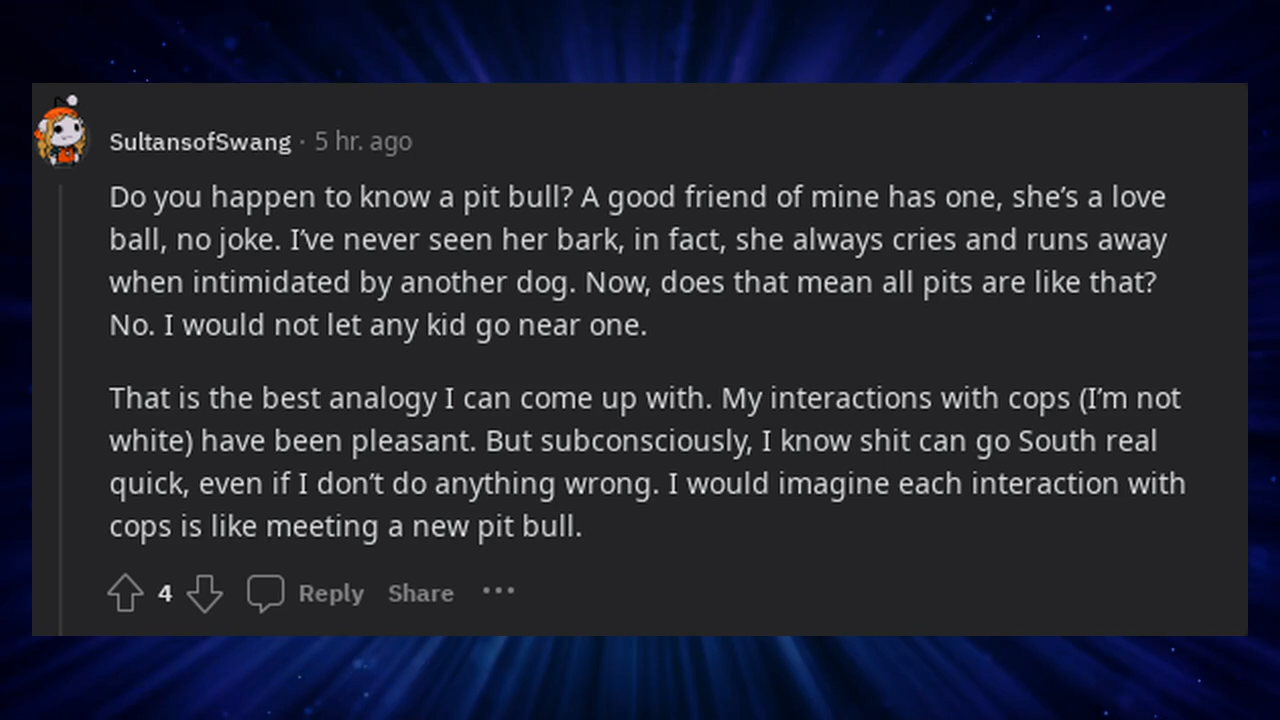 SultansofSwang · 5 hr. ago
Do you happen to know a pit bull? A good friend of mine has one, she’s a love
ball, no joke. I’ve never seen her bark, in fact, she always cries and runs away
when intimidated by another dog. Now, does that mean all pits are like that?
No. I would not let any kid go near one.
That is the best analogy I can come up with. My interactions with cops (I’m not
white) have been pleasant. But subconsciously, I know shit can go South real
quick, even if I don’t do anything wrong. I would imagine each interaction with
cops is like meeting a new pit bull.
4 Reply Share •••